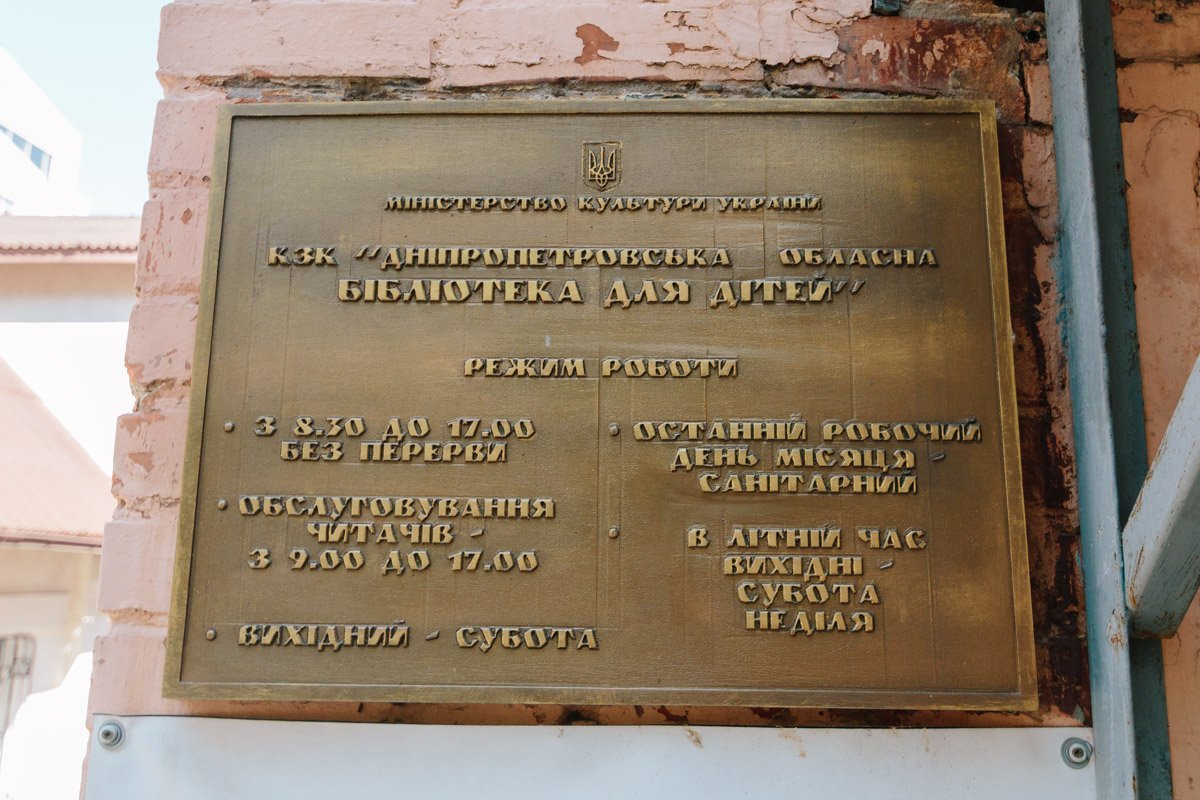 МІНІСТЕРСТВО КУЛЬТУРИ УКРАЇНИ
КЗК "ДНІПРОПЕТРОВСЬКА ОБЛАСНА
БІБЛІОТЕКА ДЛЯ ДІТЕЙ"
РЕЖИМ РОБОТИ
• З 8.30 ДО 17.00
БЕЗ ПЕРЕРВИ
• ОБСЛУГОВУВАННЯ
ЧИТАЧІВ -
З 9.00 ДО 17.00
• ВИХІДНИЙ - СУБОТА
• ОСТАННІЙ РОБОЧИЙ
ДЕНЬ МІСЯЦЯ -
САНІТАРНИЙ
• В ЛІТНІЙ ЧАС
ВИХІДНІ -
СУБОТА
НЕДІЛЯ